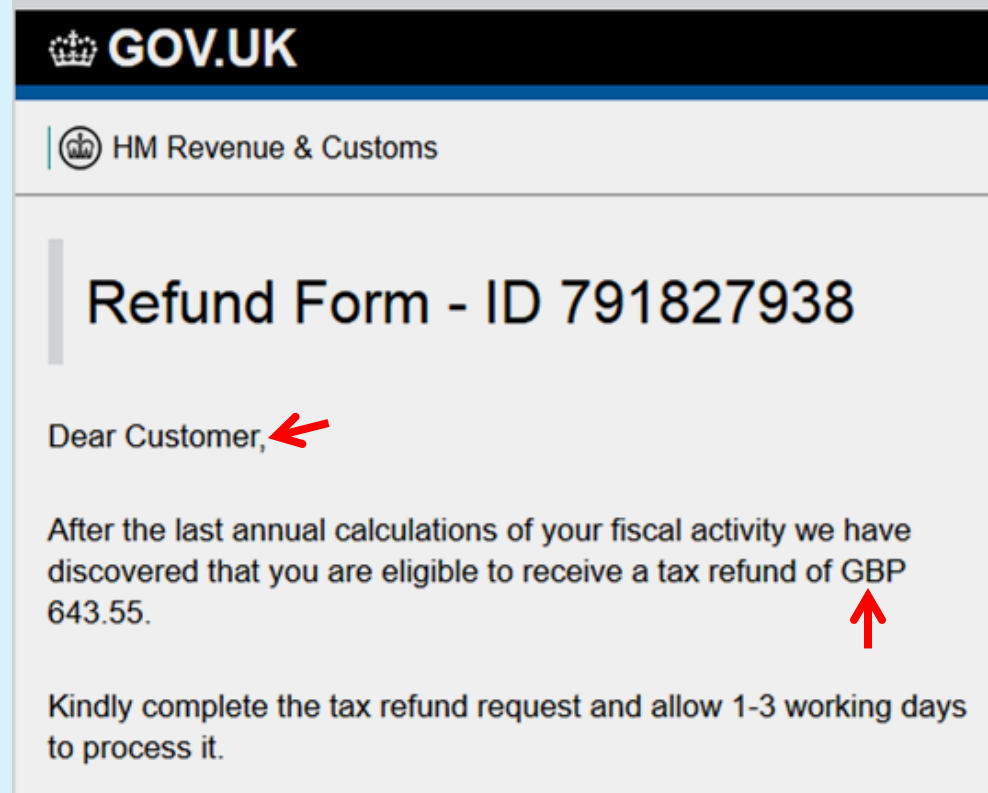 GOV.UK
HM Revenue & Customs
Refund Form - ID 791827938
Dear Customer,
After the last annual calculations of your fiscal activity we have
discovered that you are eligible to receive a tax refund of GBP
643.55.
Kindly complete the tax refund request and allow 1-3 working days
to process it.